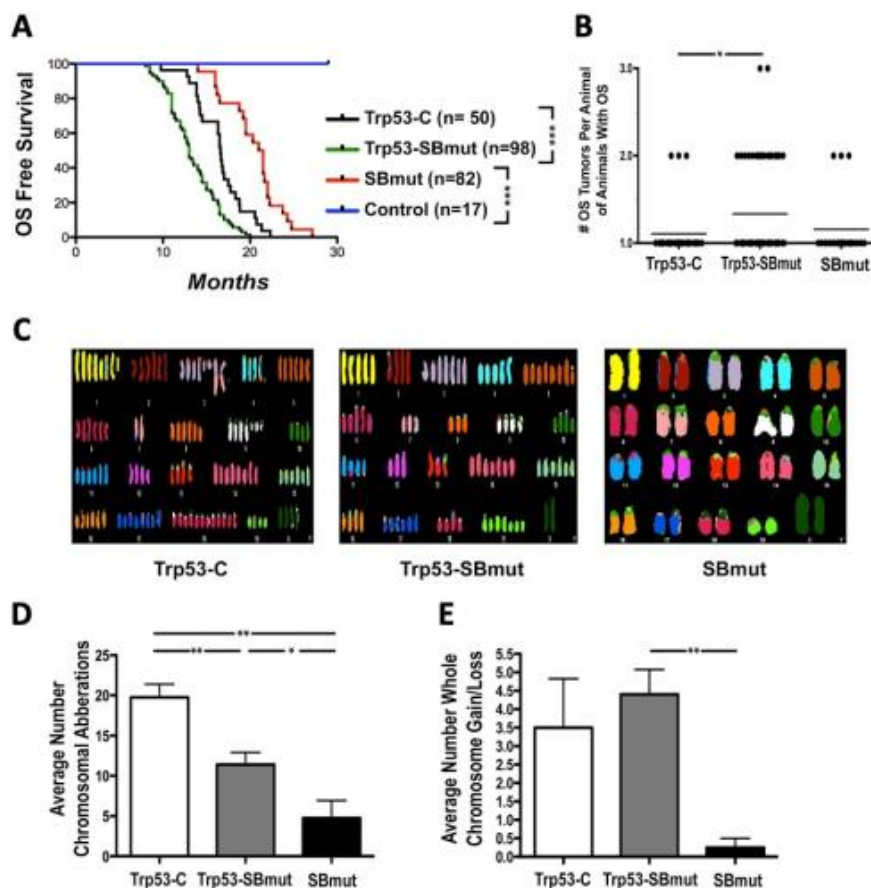 A
OS Free Survival
100
80
60
40
20
0
0
10
20
30
Months
Trp53-C (n= 50)
Trp53-SBmut (n=98)
SBmut (n=82)
Control (n=17)
***
***
B
# OS Tumors Per Animal
of Animals With OS
3.0
2.0
1.0
*
Trp53-C
Trp53-SBmut
SBmut
C
Trp53-C
Trp53-SBmut
SBmut
D
Average Number
Chromosomal Abberations
25
20
15
10
5
0
**
**
*
Trp53-C
Trp53-SBmut
SBmut
E
Average Number Whole
Chromosome Gain/Loss
5.5
5.0
4.5
4.0
3.5
3.0
2.5
2.0
1.5
1.0
0.5
0.0
**
Trp53-C
Trp53-SBmut
SBmut